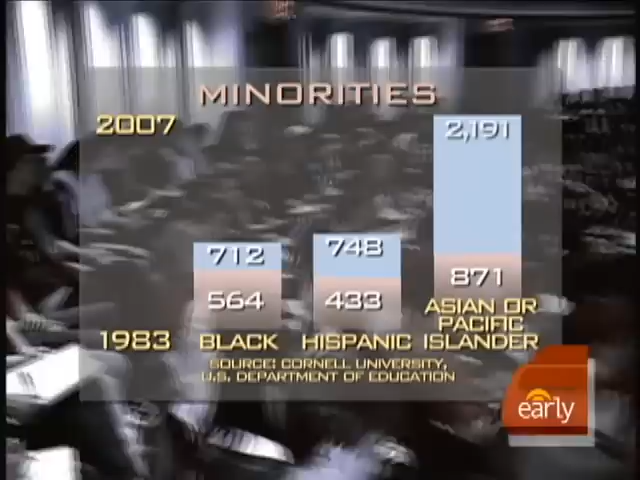 MINORITIES
2007
2,191
712
748
564
433
871
1983
BLACK
HISPANIC
ASIAN OR
PACIFIC
ISLANDER
SOURCE: CORNELL UNIVERSITY,
U.S. DEPARTMENT OF EDUCATION
early